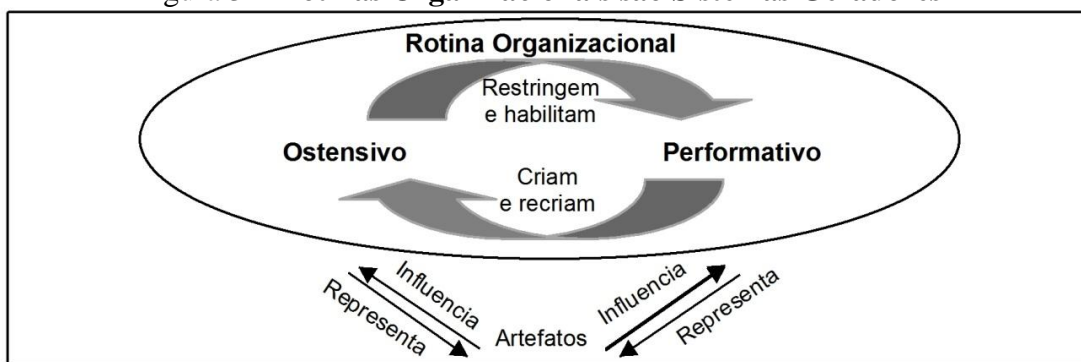 Rotina Organizacional
Restringem
e habilitam
Ostensivo
Performativo
Criam
e recriam
Influencia
Representa
Artefatos
Influencia
Representa